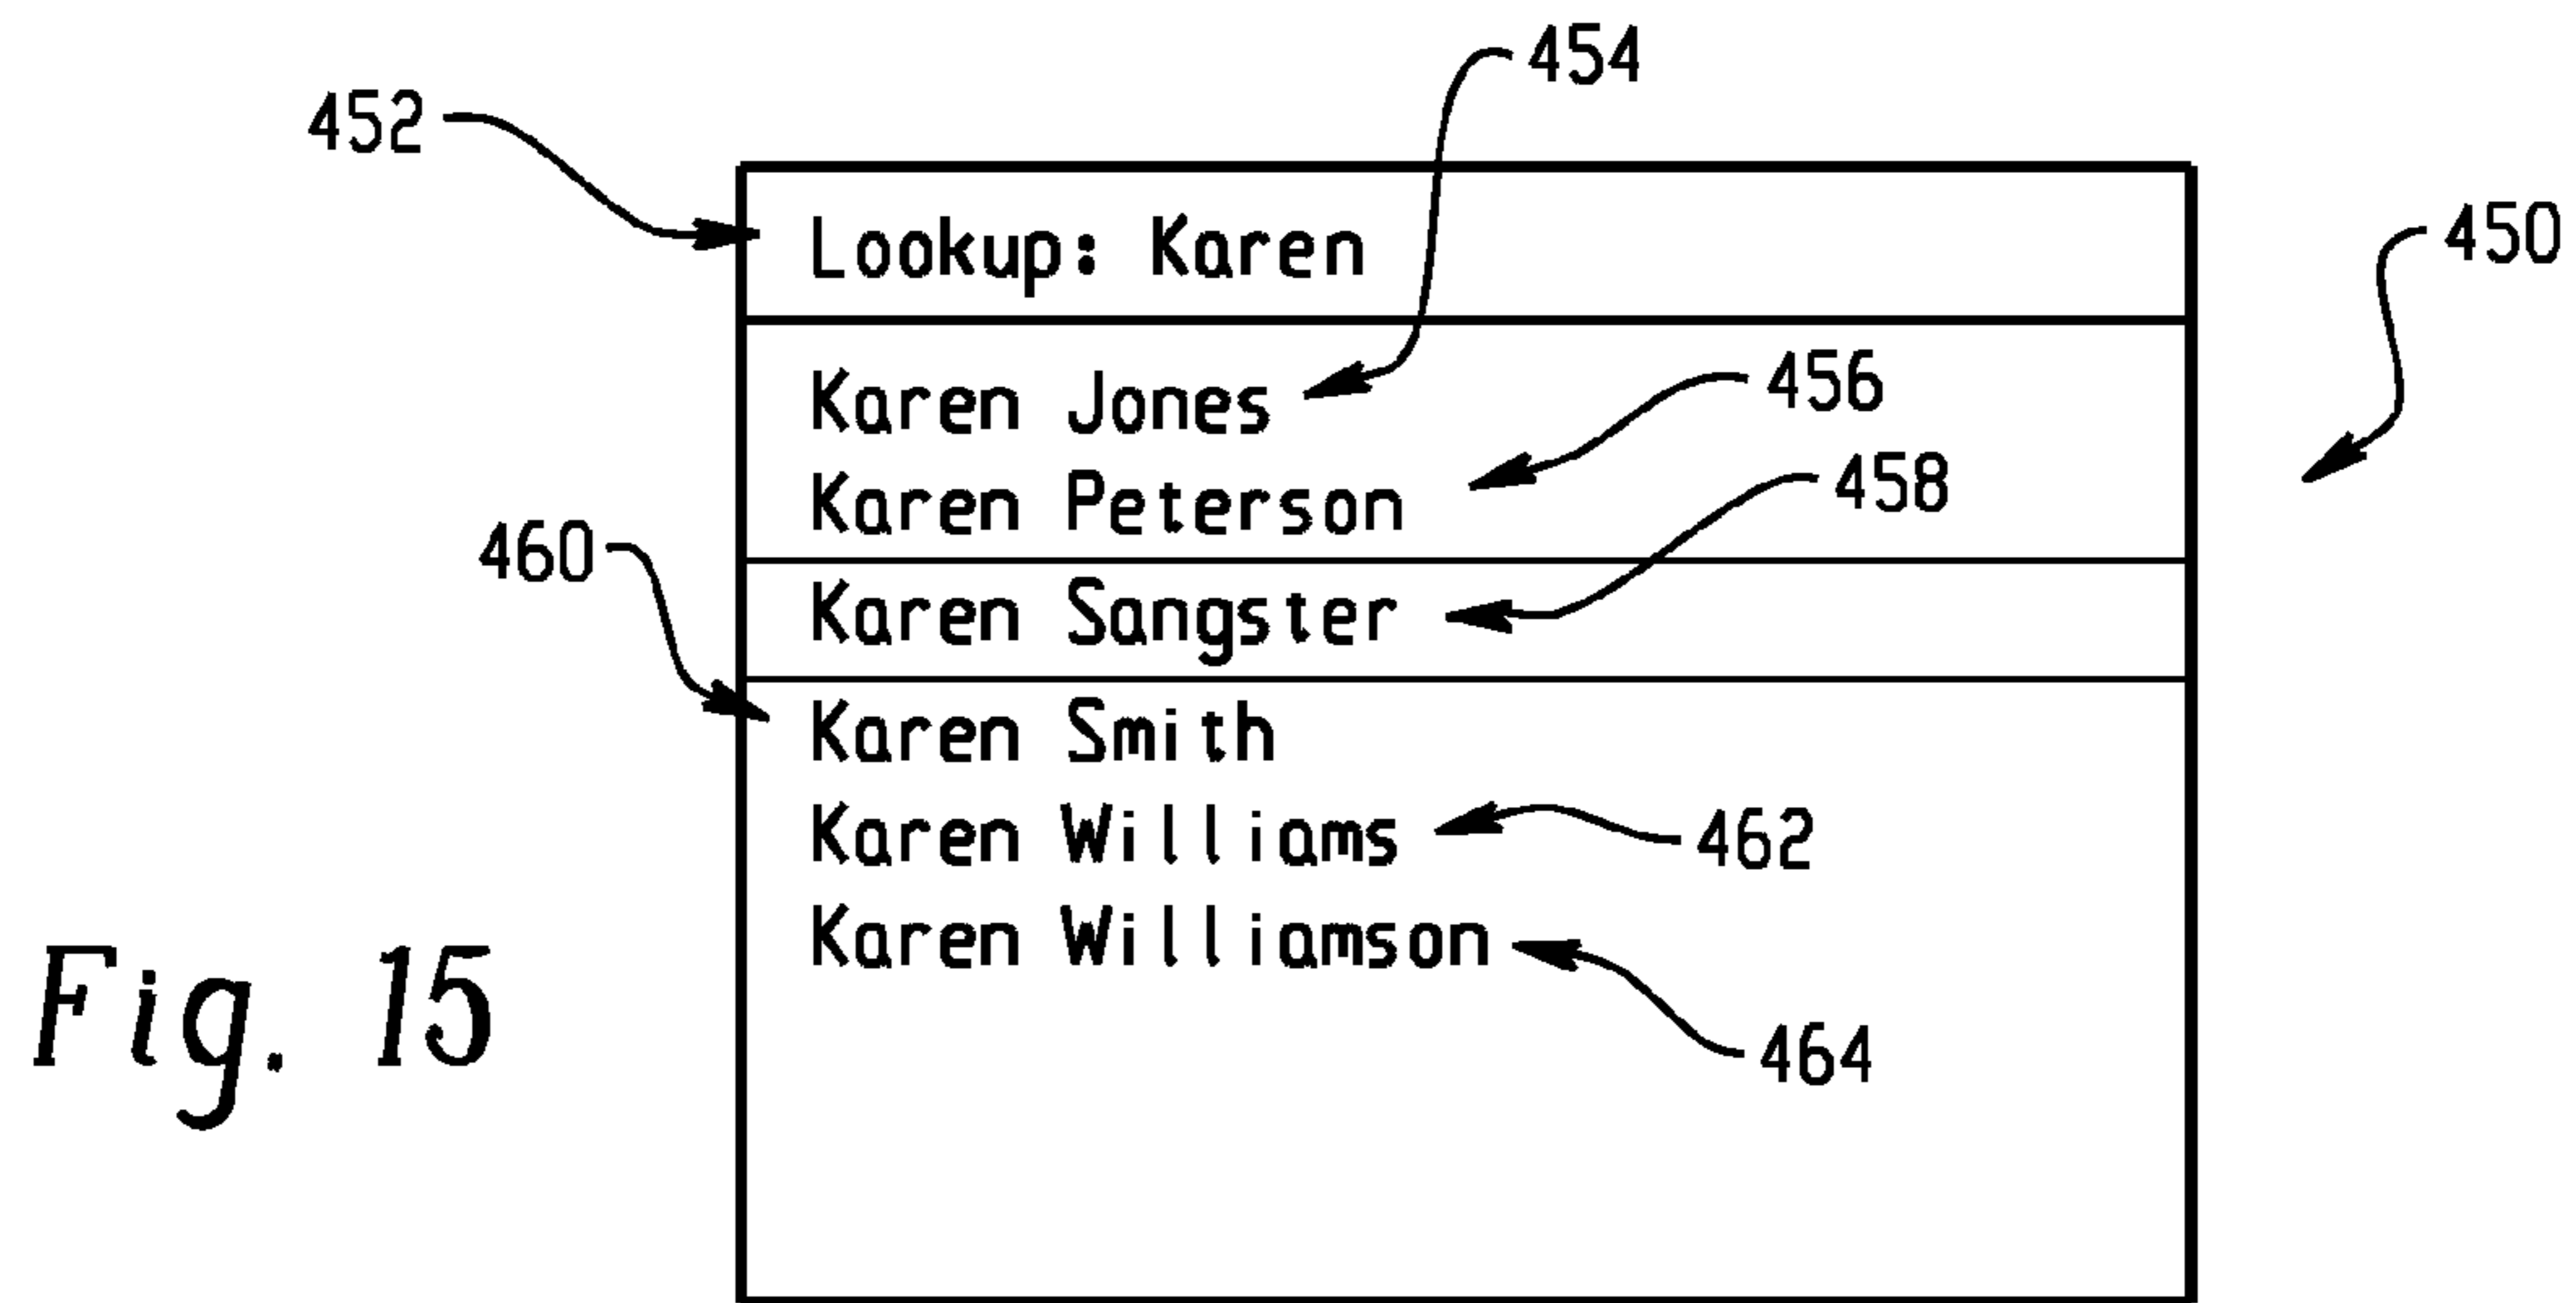 454
452
Lookup: Karen
450
Karen Jones
456
Karen Peterson
458
460
Karen Sangster
Karen Smith
Karen Williams
462
Karen Williamson
464
Fig. 15